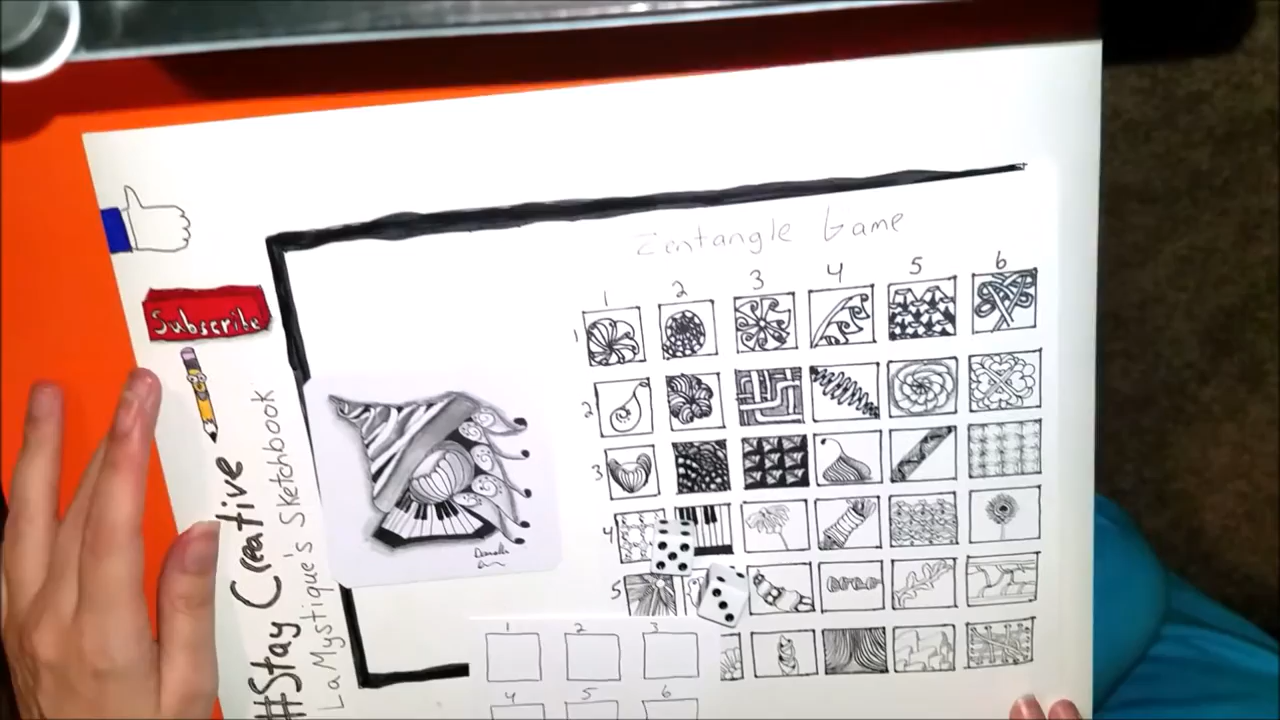 Zentangle Game
1 2 3 4 5 6
1
2
3
4
5
Subscribe
#Stay Creative
LaMystique's Sketchbook
1 2 3
4 5 6